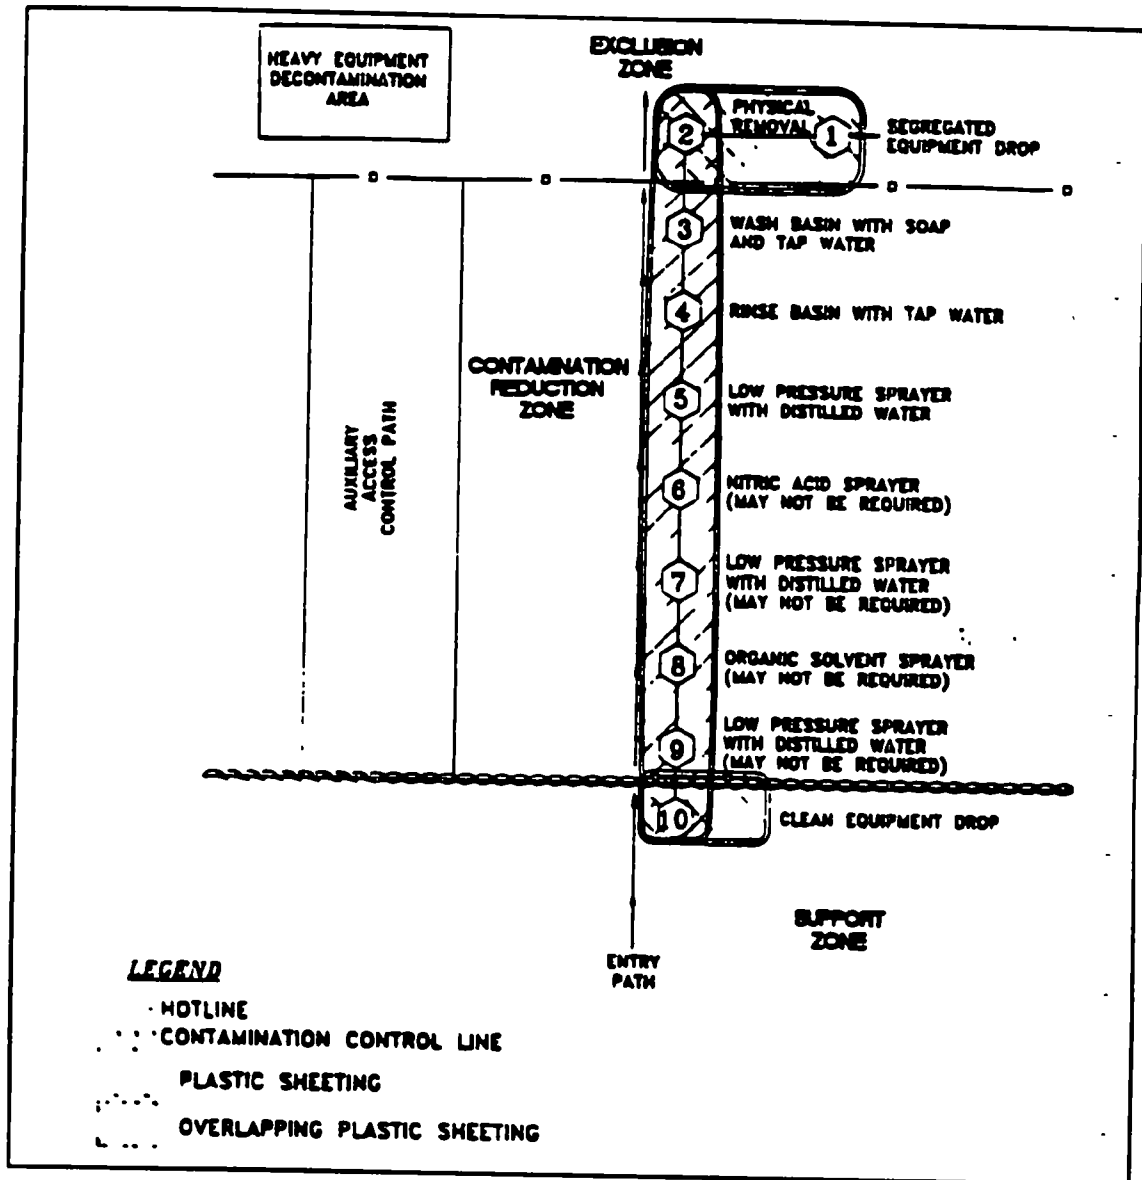 HEAVY EQUIPMENT
DECONTAMINATION
AREA
EXCLUSION
ZONE
PHYSICAL
REMOVAL
2
1
SEGREGATED
EQUIPMENT DROP
3
WASH BASIN WITH SOAP
AND TAP WATER
4
RINSE BASIN WITH TAP WATER
CONTAMINATION
REDUCTION
ZONE
AUXILIARY
ACCESS
CONTROL PATH
5
LOW PRESSURE SPRAYER
WITH DISTILLED WATER
6
NITRIC ACID SPRAYER
(MAY NOT BE REQUIRED)
7
LOW PRESSURE SPRAYER
WITH DISTILLED WATER
(MAY NOT BE REQUIRED)
8
ORGANIC SOLVENT SPRAYER
(MAY NOT BE REQUIRED)
9
LOW PRESSURE SPRAYER
WITH DISTILLED WATER
(MAY NOT BE REQUIRED)
10
CLEAN EQUIPMENT DROP
SUPPORT
ZONE
ENTRY
PATH
LEGEND
HOTLINE
CONTAMINATION CONTROL LINE
PLASTIC SHEETING
OVERLAPPING PLASTIC SHEETING